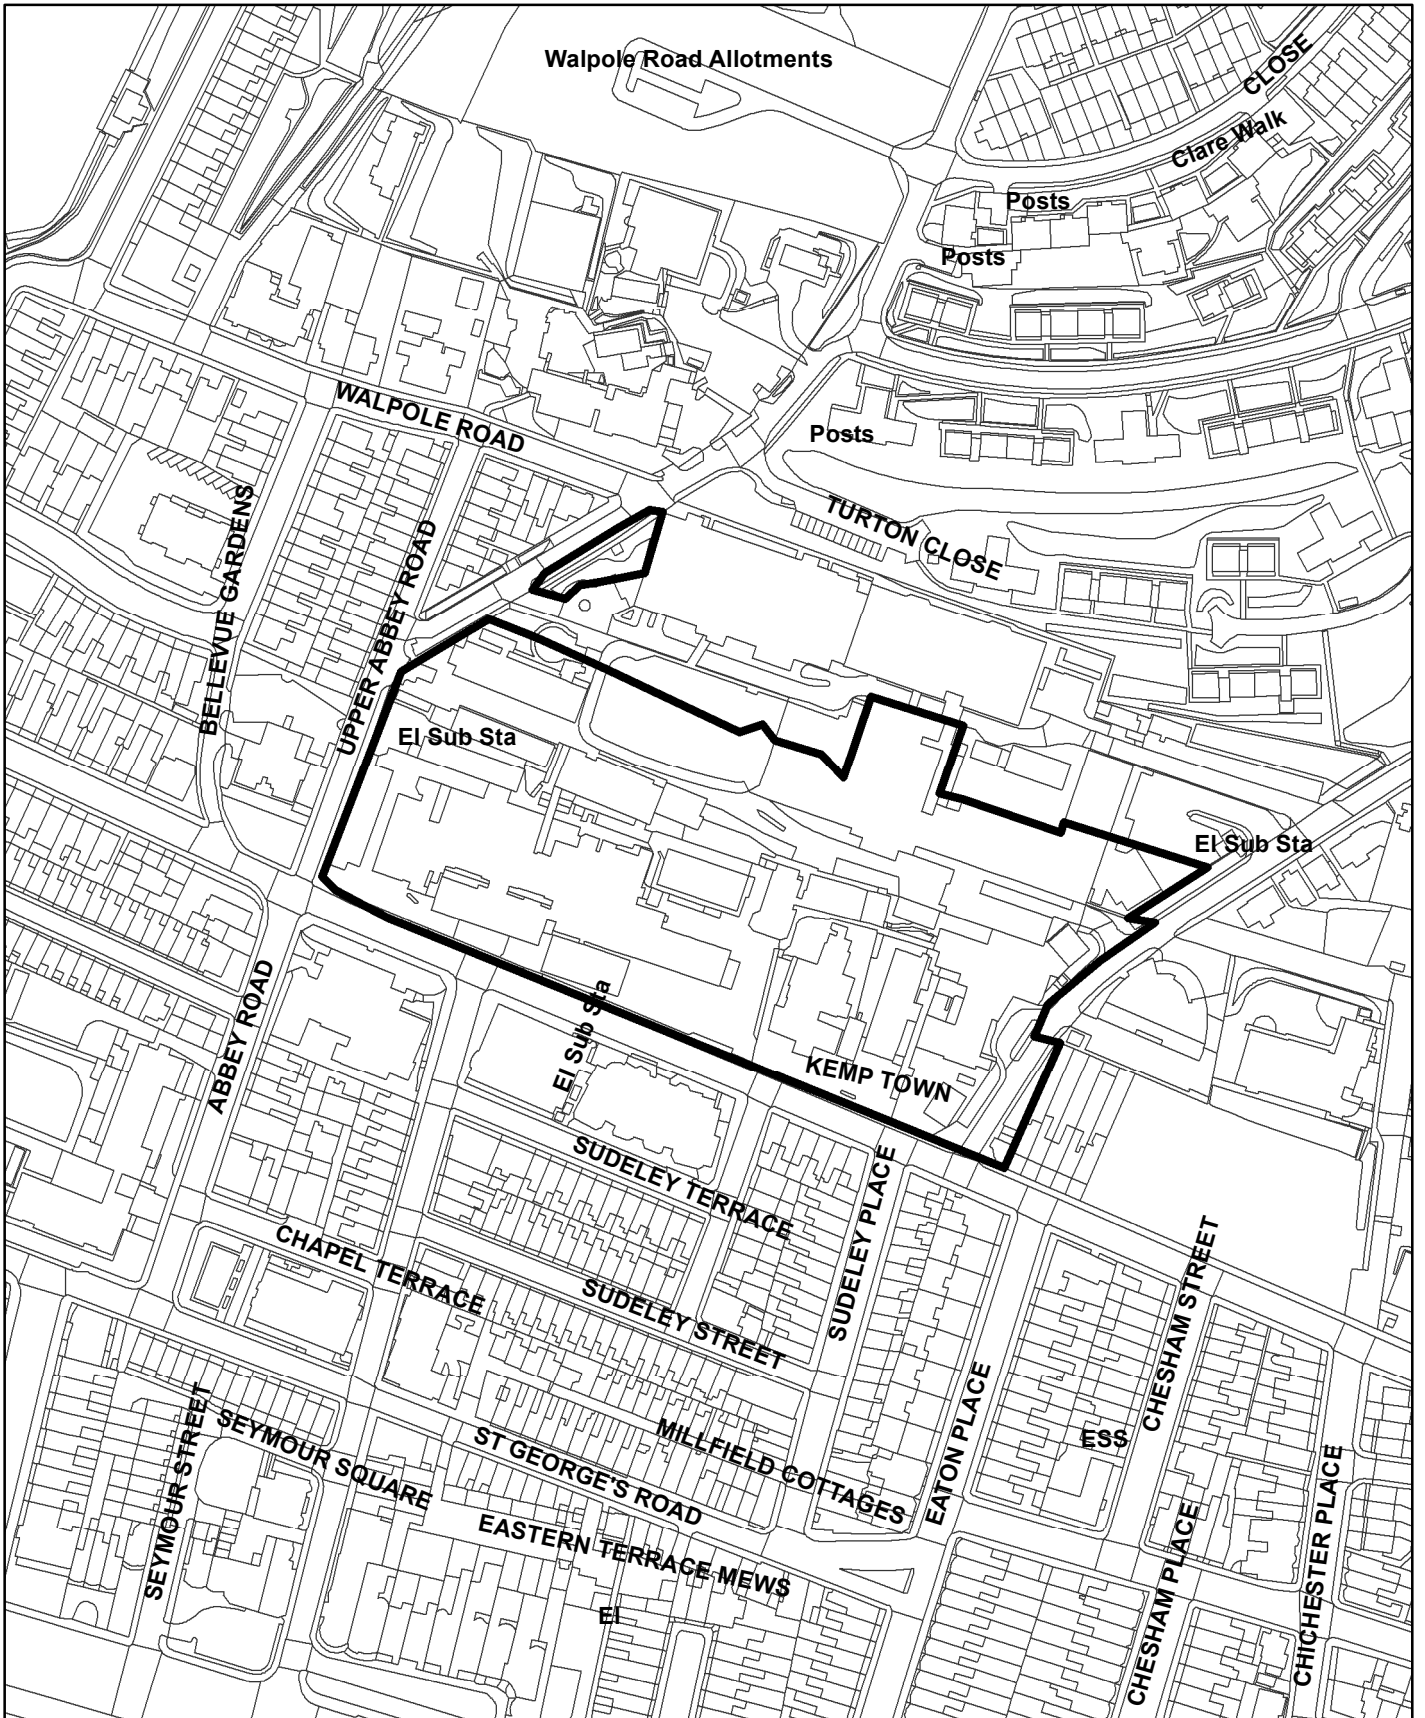 Walpole Road Allotments
CLOSE
Clare Walk
Posts
Posts
WALPOLE ROAD
Posts
BELLEVUE GARDENS
UPPER ABBEY ROAD
TURTON CLOSE
El Sub Sta
El Sub Sta
ABBEY ROAD
El Sub Sta
KEMP TOWN
SUDELEY TERRACE
SUDELEY PLACE
CHAPEL TERRACE
SUDELEY STREET
CHESHAM STREET
SEYMOUR STREET
SEYMOUR SQUARE
ST GEORGE'S ROAD
MILLFIELD COTTAGES
EATON PLACE
ESS
EASTERN TERRACE MEWS
El
CHESHAM PLACE
CHICHESTER PLACE